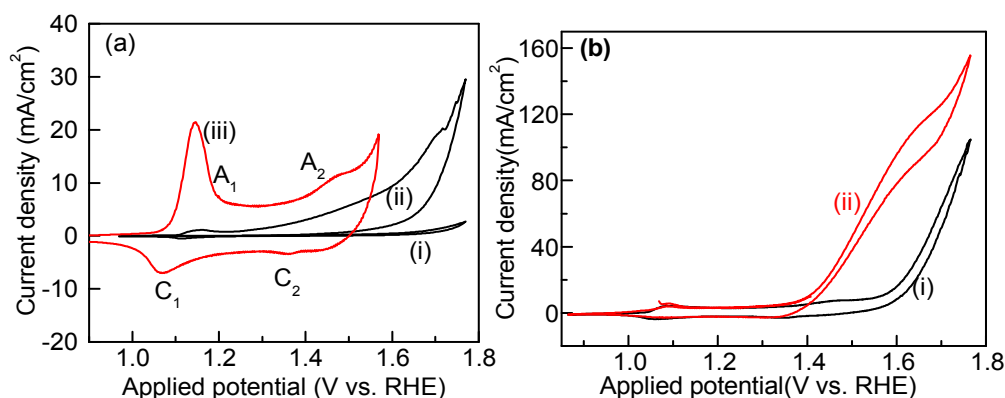 (a)
40
30
20
10
0
-10
-20
Current density (mA/cm²)
(iii)
A₁
A₂
(ii)
(i)
C₁
C₂
1.0 1.2 1.4 1.6 1.8
Applied potential (V vs. RHE)
(b)
160
120
80
40
0
Current density(mA/cm²)
(ii)
(i)
1.0 1.2 1.4 1.6 1.8
Applied potential(V vs. RHE)